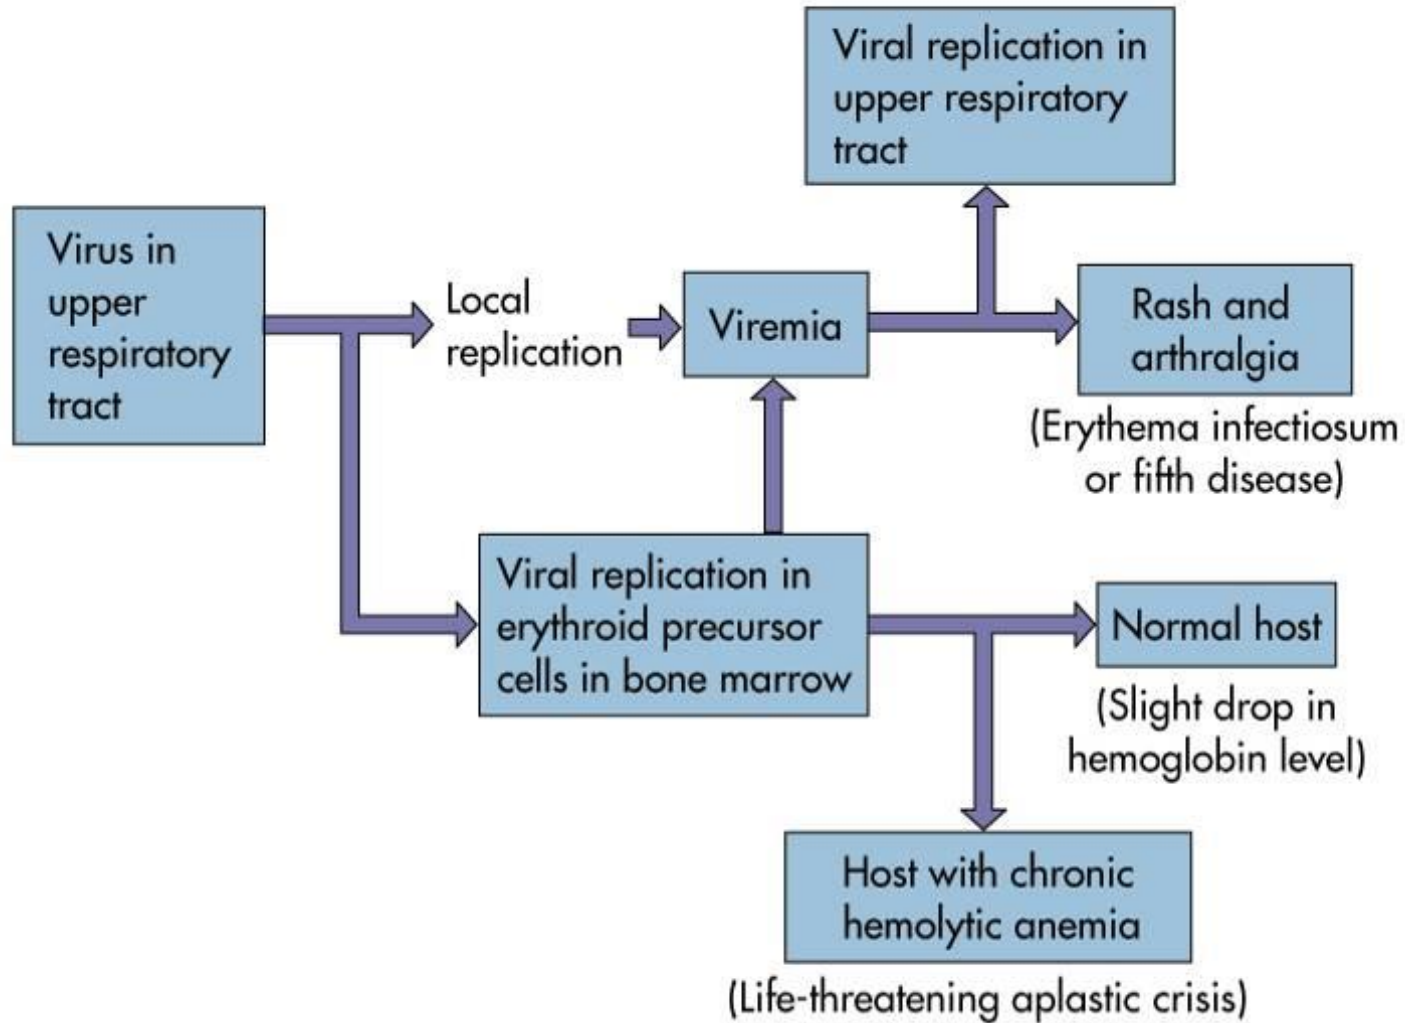 Viral replication in
upper respiratory
tract
Virus in
upper
respiratory
tract
Local
replication
Viremia
Rash and
arthralgia
(Erythema infectiosum
or fifth disease)
Viral replication in
erythroid precursor
cells in bone marrow
Normal host
(Slight drop in
hemoglobin level)
Host with chronic
hemolytic anemia
(Life-threatening aplastic crisis)